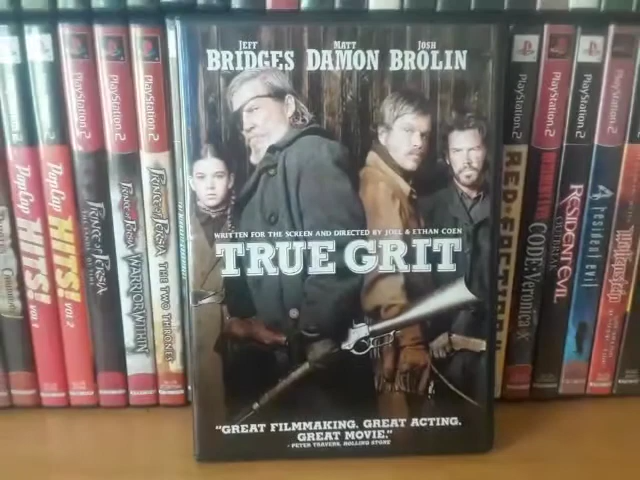 JEFF
BRIDGES
MATT
DAMON
JOSH
BROLIN
WRITTEN FOR THE SCREEN AND DIRECTED BY JOEL & ETHAN COEN
TRUE GRIT
"GREAT FILMMAKING. GREAT ACTING.
GREAT MOVIE."
- PETER TRAVERS, ROLLING STONE
PopCap
HITS!
VOL 1
PopCap
HITS!
VOL 2
PlayStation 2
PRINCE of PERSIA
THE SANDS OF TIME
PlayStation 2
PRINCE of PERSIA
WARRIOR WITHIN
PlayStation 2
PRINCE of PERSIA
THE TWO THRONES
PlayStation 2
RED FACTION II
PlayStation 2
CODE: Veronica X
PlayStation 2
RESIDENT EVIL
OUTBREAK
PlayStation 2
resident evil 4
Wolfenstein